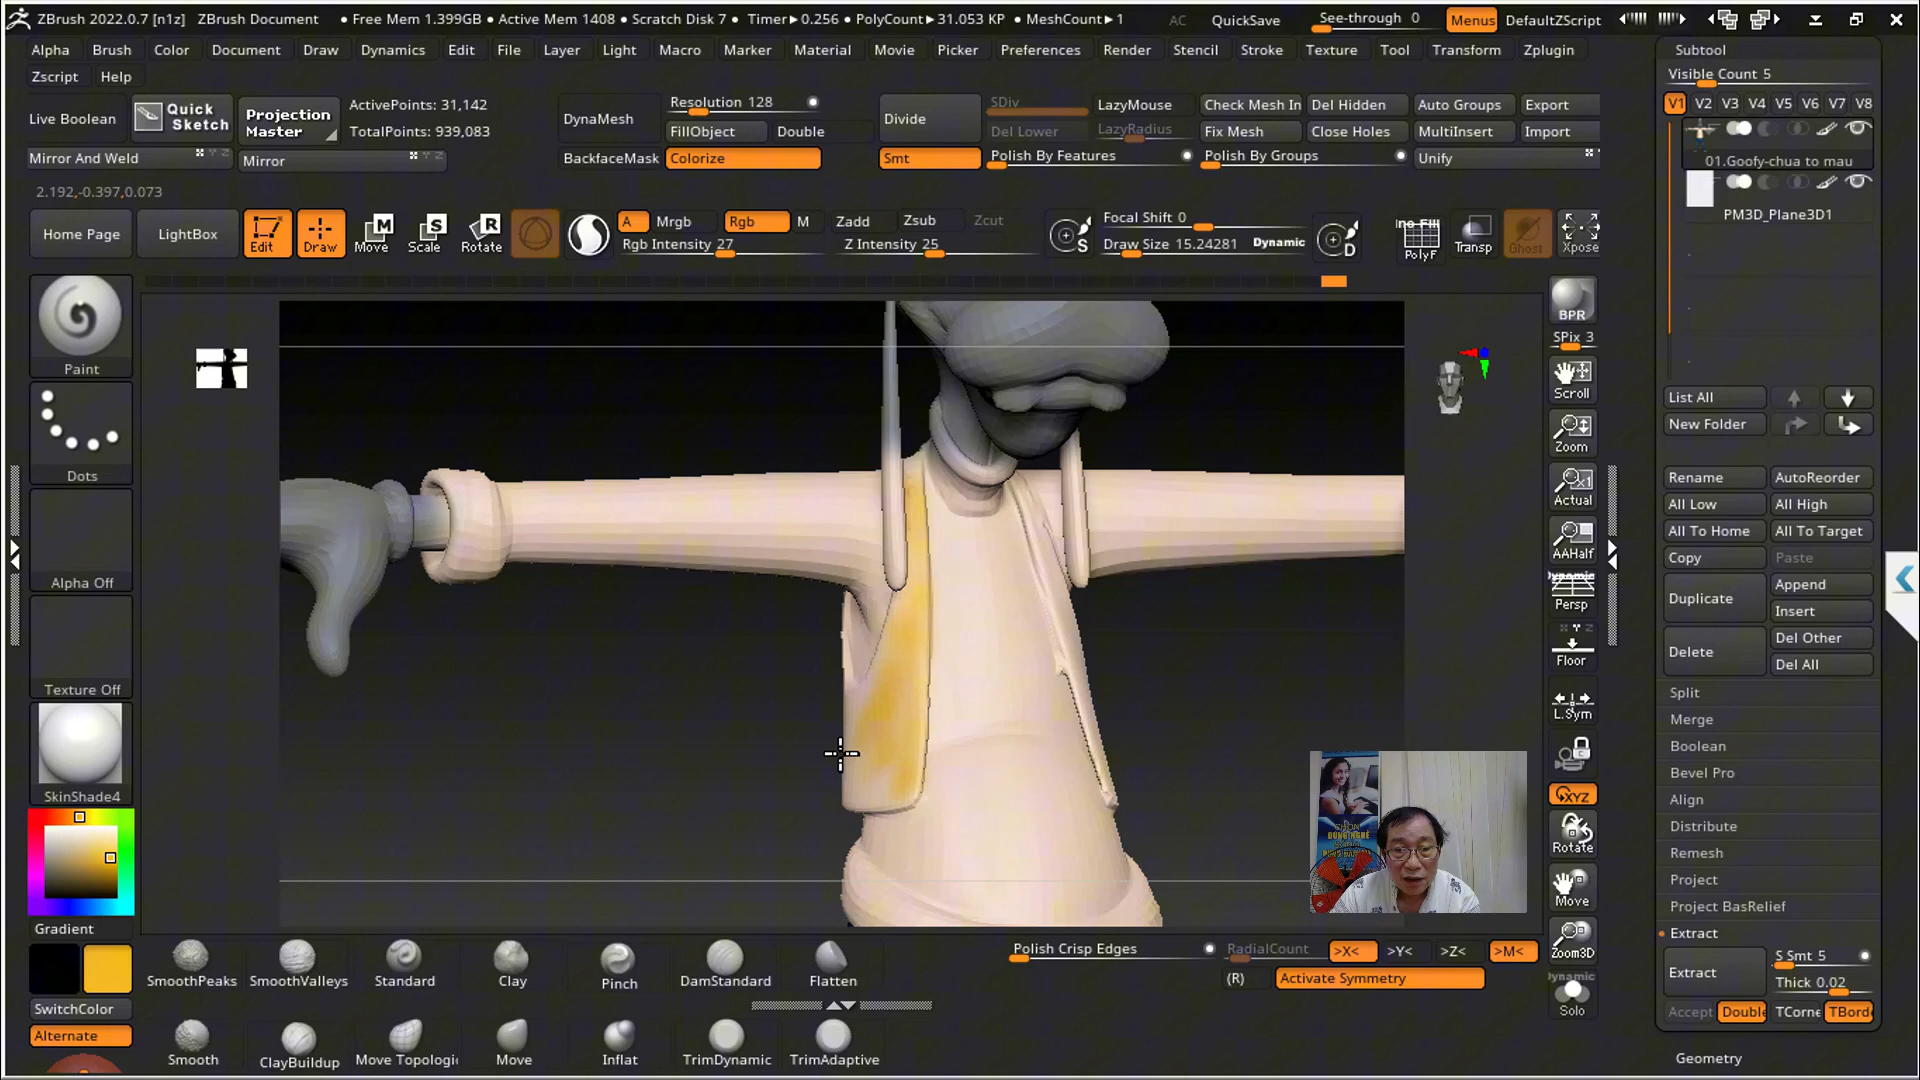 ZBrush 2022.0.7 [n1z] ZBrush Document • Free Mem 1.399GB • Active Mem 1408 • Scratch Disk 7 • Timer▶0.256 • PolyCount▶31.053 KP • MeshCount▶1 AC QuickSave See-through 0 Menus DefaultZScript
Alpha Brush Color Document Draw Dynamics Edit File Layer Light Macro Marker Material Movie Picker Preferences Render Stencil Stroke Texture Tool Transform Zplugin
Zscript Help
Live Boolean Quick Sketch Projection Master ActivePoints: 31,142
TotalPoints: 939,083
DynaMesh Resolution 128
FillObject Double
BackfaceMask Colorize
Divide SDiv
Del Lower
Smt Polish By Features
LazyMouse
LazyRadius
Check Mesh In Del Hidden Auto Groups Export
Fix Mesh Close Holes MultiInsert Import
Polish By Groups Unify
Mirror And Weld Mirror
2.192,-0.397,0.073
Home Page LightBox Edit Draw Move Scale Rotate
M S R
A Mrgb Rgb M Zadd Zsub Zcut
Rgb Intensity 27 Z Intensity 25
S Focal Shift 0
Draw Size 15.24281 Dynamic D
PolyF Transp Ghost Xpose
Paint
Dots
Alpha Off
Texture Off
SkinShade4
Gradient
SwitchColor
Alternate
BPR
SPix 3
Scroll
Zoom
Actual
AAHalf
Dynamic
Persp
Floor
L.Sym
XYZ
Rotate
Move
Zoom3D
Dynamic
Solo
SmoothPeaks SmoothValleys Standard Clay Pinch DamStandard Flatten
Smooth ClayBuildup Move Topologi Move Inflat TrimDynamic TrimAdaptive
Polish Crisp Edges RadialCount >X< >Y< >Z< >M<
(R) Activate Symmetry
Subtool
Visible Count 5
V1 V2 V3 V4 V5 V6 V7 V8
01.Goofy-chua to mau
PM3D_Plane3D1
List All
New Folder
Rename AutoReorder
All Low All High
All To Home All To Target
Copy Paste
Duplicate Append
Insert
Delete Del Other
Del All
Split
Merge
Boolean
Bevel Pro
Align
Distribute
Remesh
Project
Project BasRelief
Extract
Extract S Smt 5
Thick 0.02
Accept Double TCorne TBord
Geometry